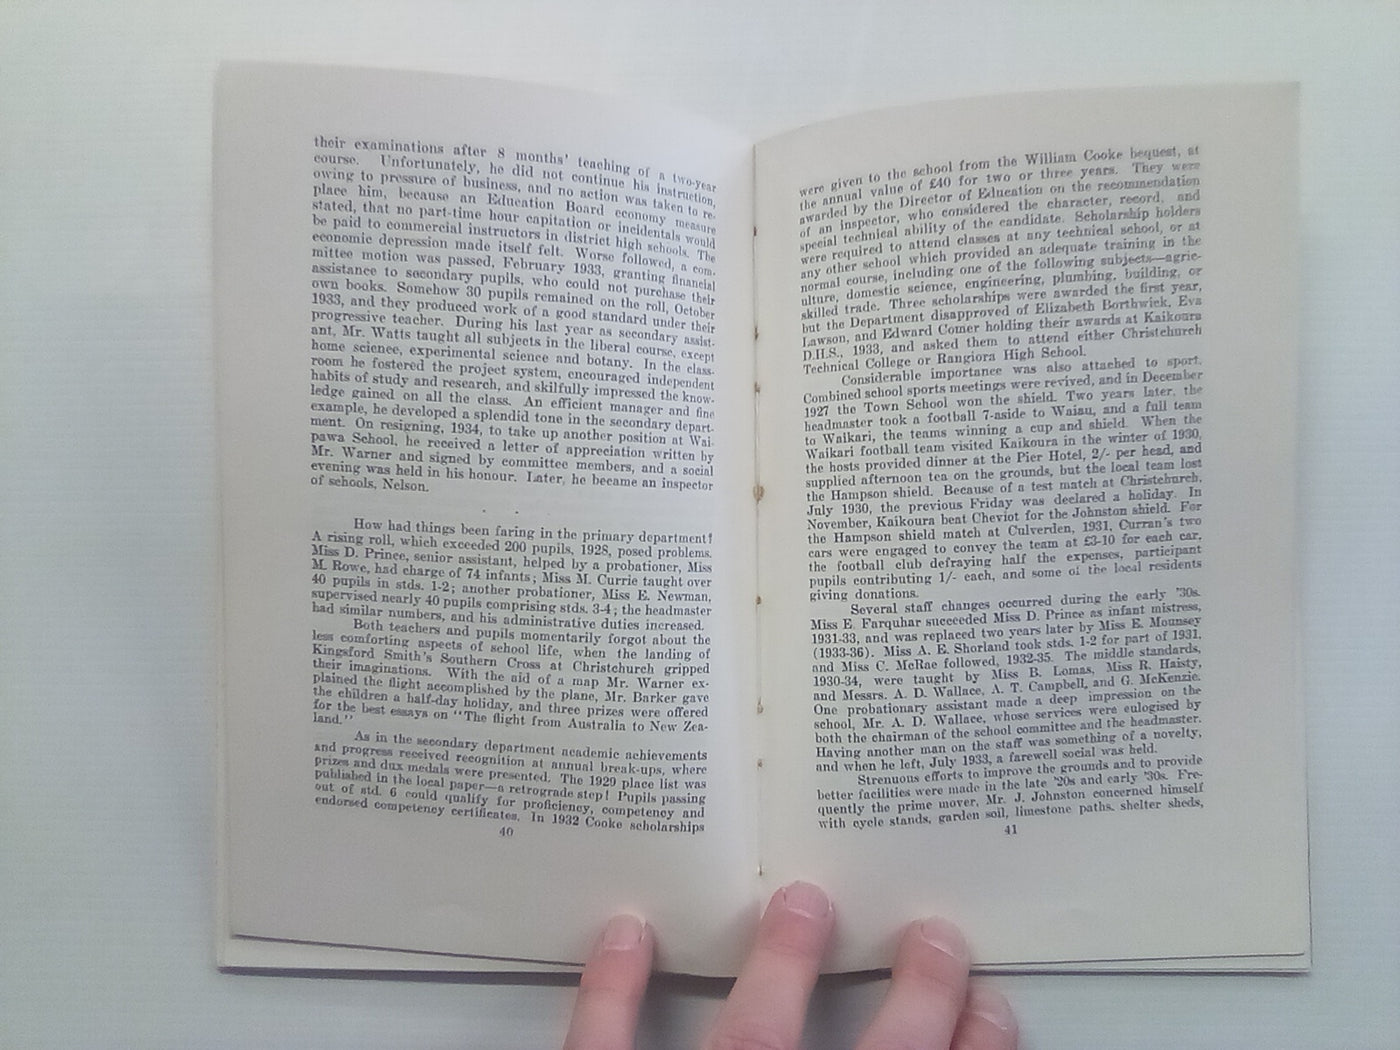 their examinations after 8 months' teaching of a two-year
course. Unfortunately, he did not continue his instruction,
owing to pressure of business, and no action was taken to re-
place him, because an Education Board economy measure
stated, that no part-time hour capitation or incidentals would
be paid to commercial instructors in district high schools. The
economic depression made itself felt. Worse followed, a com-
mittee motion was passed, February 1933, granting financial
assistance to secondary pupils, who could not purchase their
own books. Somehow 30 pupils remained on the roll, October
1933, and they produced work of a good standard under their
progressive teacher. During his last year as secondary assist-
ant, Mr. Watts taught all subjects in the liberal course, except
home science, experimental science and botany. In the class-
room he fostered the project system, encouraged independent
habits of study and research, and skilfully impressed the know-
ledge gained on all the class. An efficient manager and fine
example, he developed a splendid tone in the secondary depart-
ment. On resigning, 1934, to take up another position at Wai-
pawa School, he received a letter of appreciation written by
Mr. Warner and signed by committee members, and a social
evening was held in his honour. Later, he became an inspector
of schools, Nelson.
How had things been faring in the primary department?
A rising roll, which exceeded 200 pupils, 1928, posed problems.
Miss D. Prince, senior assistant, helped by a probationer, Miss
M. Rowe, had charge of 74 infants; Miss M. Currie taught over
40 pupils in stds. 1-2; another probationer, Miss E. Newman,
supervised nearly 40 pupils comprising stds. 3-4; the headmaster
had similar numbers, and his administrative duties increased.
Both teachers and pupils momentarily forgot about the
less comforting aspects of school life, when the landing of
Kingsford Smith's Southern Cross at Christchurch gripped
their imaginations. With the aid of a map Mr. Warner ex-
plained the flight accomplished by the plane, Mr. Barker gave
the children a half-day holiday, and three prizes were offered
for the best essays on "The flight from Australia to New Zea-
land."
As in the secondary department academic achievements
and progress received recognition at annual break-ups, where
prizes and dux medals were presented. The 1929 place list was
published in the local paper—a retrograde step! Pupils passing
out of std. 6 could qualify for proficiency, competency and
endorsed competency certificates. In 1932 Cooke scholarships
40
were given to the school from the William Cooke bequest, at
the annual value of £40 for two or three years. They were
awarded by the Director of Education on the recommendation
of an inspector, who considered the character, record, and
special technical ability of the candidate. Scholarship holders
were required to attend classes at any technical school, or at
any other school which provided an adequate training in the
normal course, including one of the following subjects—agric-
ulture, domestic science, engineering, plumbing, building, or
skilled trade. Three scholarships were awarded the first year,
but the Department disapproved of Elizabeth Borthwick, Eva
Lawson, and Edward Comer holding their awards at Kaikoura
D.H.S., 1933, and asked them to attend either Christchurch
Technical College or Rangiora High School.
Considerable importance was also attached to sport.
Combined school sports meetings were revived, and in December
1927 the Town School won the shield. Two years later, the
headmaster took a football 7-aside to Waiau, and a full team
to Waikari, the teams winning a cup and shield. When the
Waikari football team visited Kaikoura in the winter of 1930,
the hosts provided dinner at the Pier Hotel, 2/- per head, and
supplied afternoon tea on the grounds, but the local team lost
the Hampson shield. Because of a test match at Christchurch,
July 1930, the previous Friday was declared a holiday. In
November, Kaikoura beat Cheviot for the Johnston shield. For
the Hampson shield match at Culverden, 1931, Curran's two
cars were engaged to convey the team at £3-10 for each car,
the football club defraying half the expenses, participant
pupils contributing 1/- each, and some of the local residents
giving donations.
Several staff changes occurred during the early '30s.
Miss E. Farquhar succeeded Miss D. Prince as infant mistress,
1931-33, and was replaced two years later by Miss E. Mounsey
(1933-36). Miss A. E. Shorland took stds. 1-2 for part of 1931,
and Miss C. McRae followed, 1932-35. The middle standards,
1930-34, were taught by Miss B. Lomas, Miss R. Haisty,
and Messrs. A. D. Wallace, A. T. Campbell, and G. McKenzie.
One probationary assistant made a deep impression on the
school, Mr. A. D. Wallace, whose services were eulogised by
both the chairman of the school committee and the headmaster.
Having another man on the staff was something of a novelty,
and when he left, July 1933, a farewell social was held.
Strenuous efforts to improve the grounds and to provide
better facilities were made in the late '20s and early '30s. Fre-
quently the prime mover, Mr. J. Johnston concerned himself
with cycle stands, garden soil, limestone paths, shelter sheds,
41